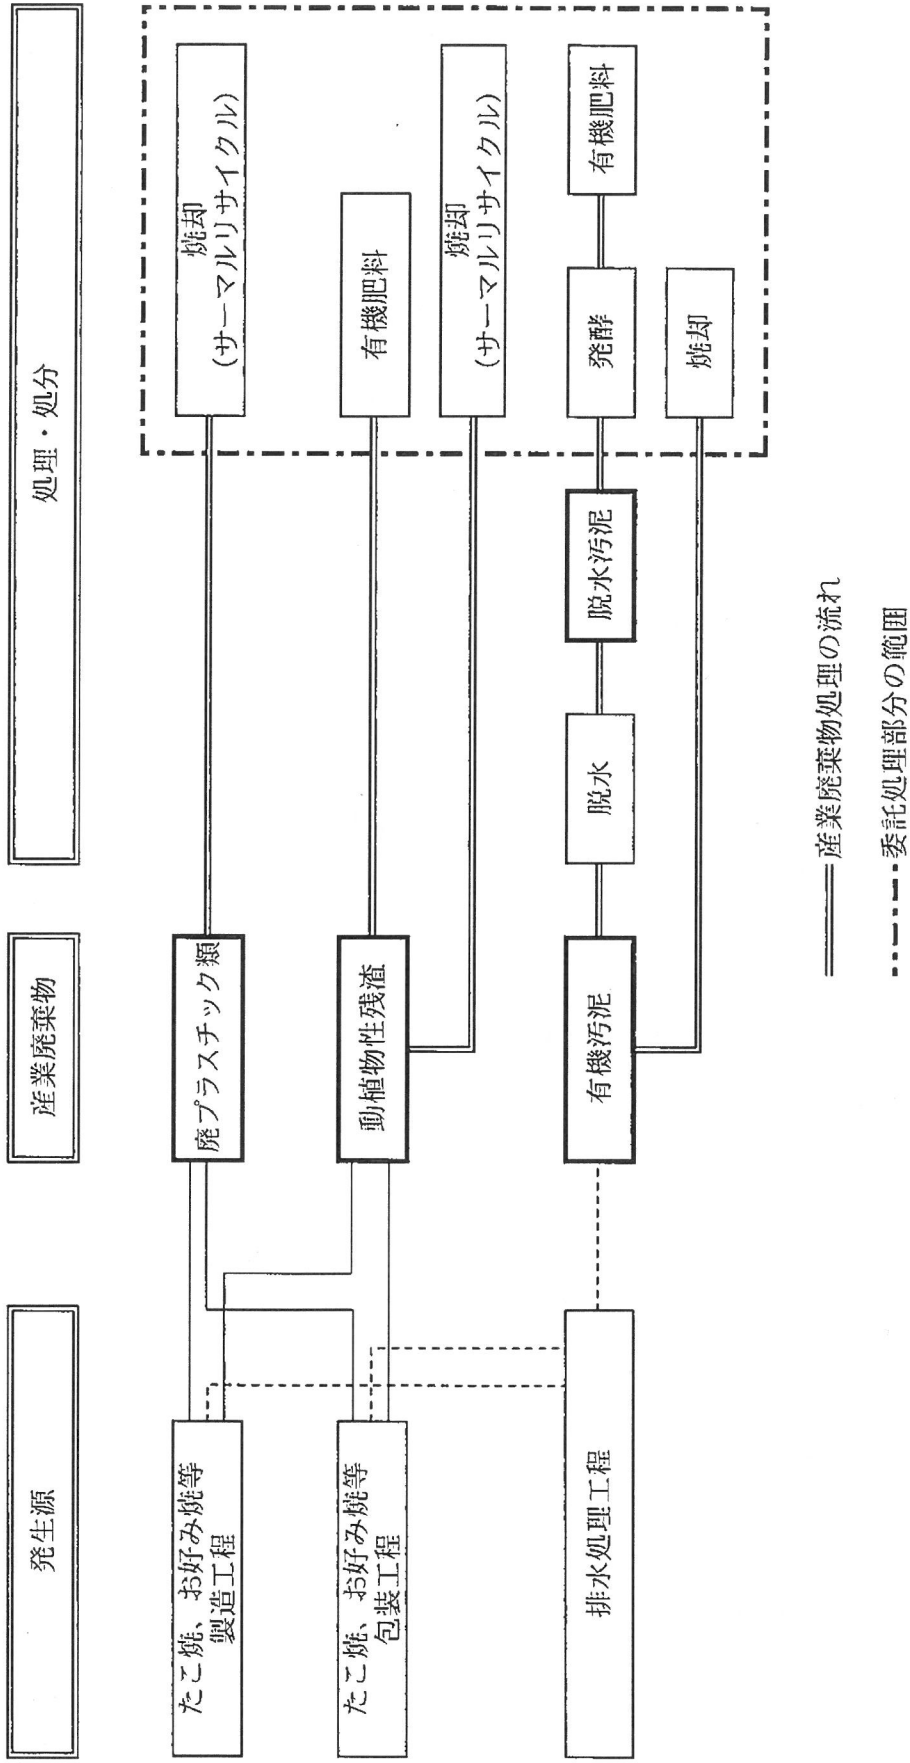 発生源
産業廃棄物
処理・処分
たこ焼、お好み焼等
製造工程
廃プラスチック類
焼却
(サーマルリサイクル)
たこ焼、お好み焼等
包装工程
動植物性残渣
有機肥料
焼却
(サーマルリサイクル)
排水処理工程
有機汚泥
脱水
脱水汚泥
発酵
有機肥料
焼却
産業廃棄物処理の流れ
委託処理部分の範囲